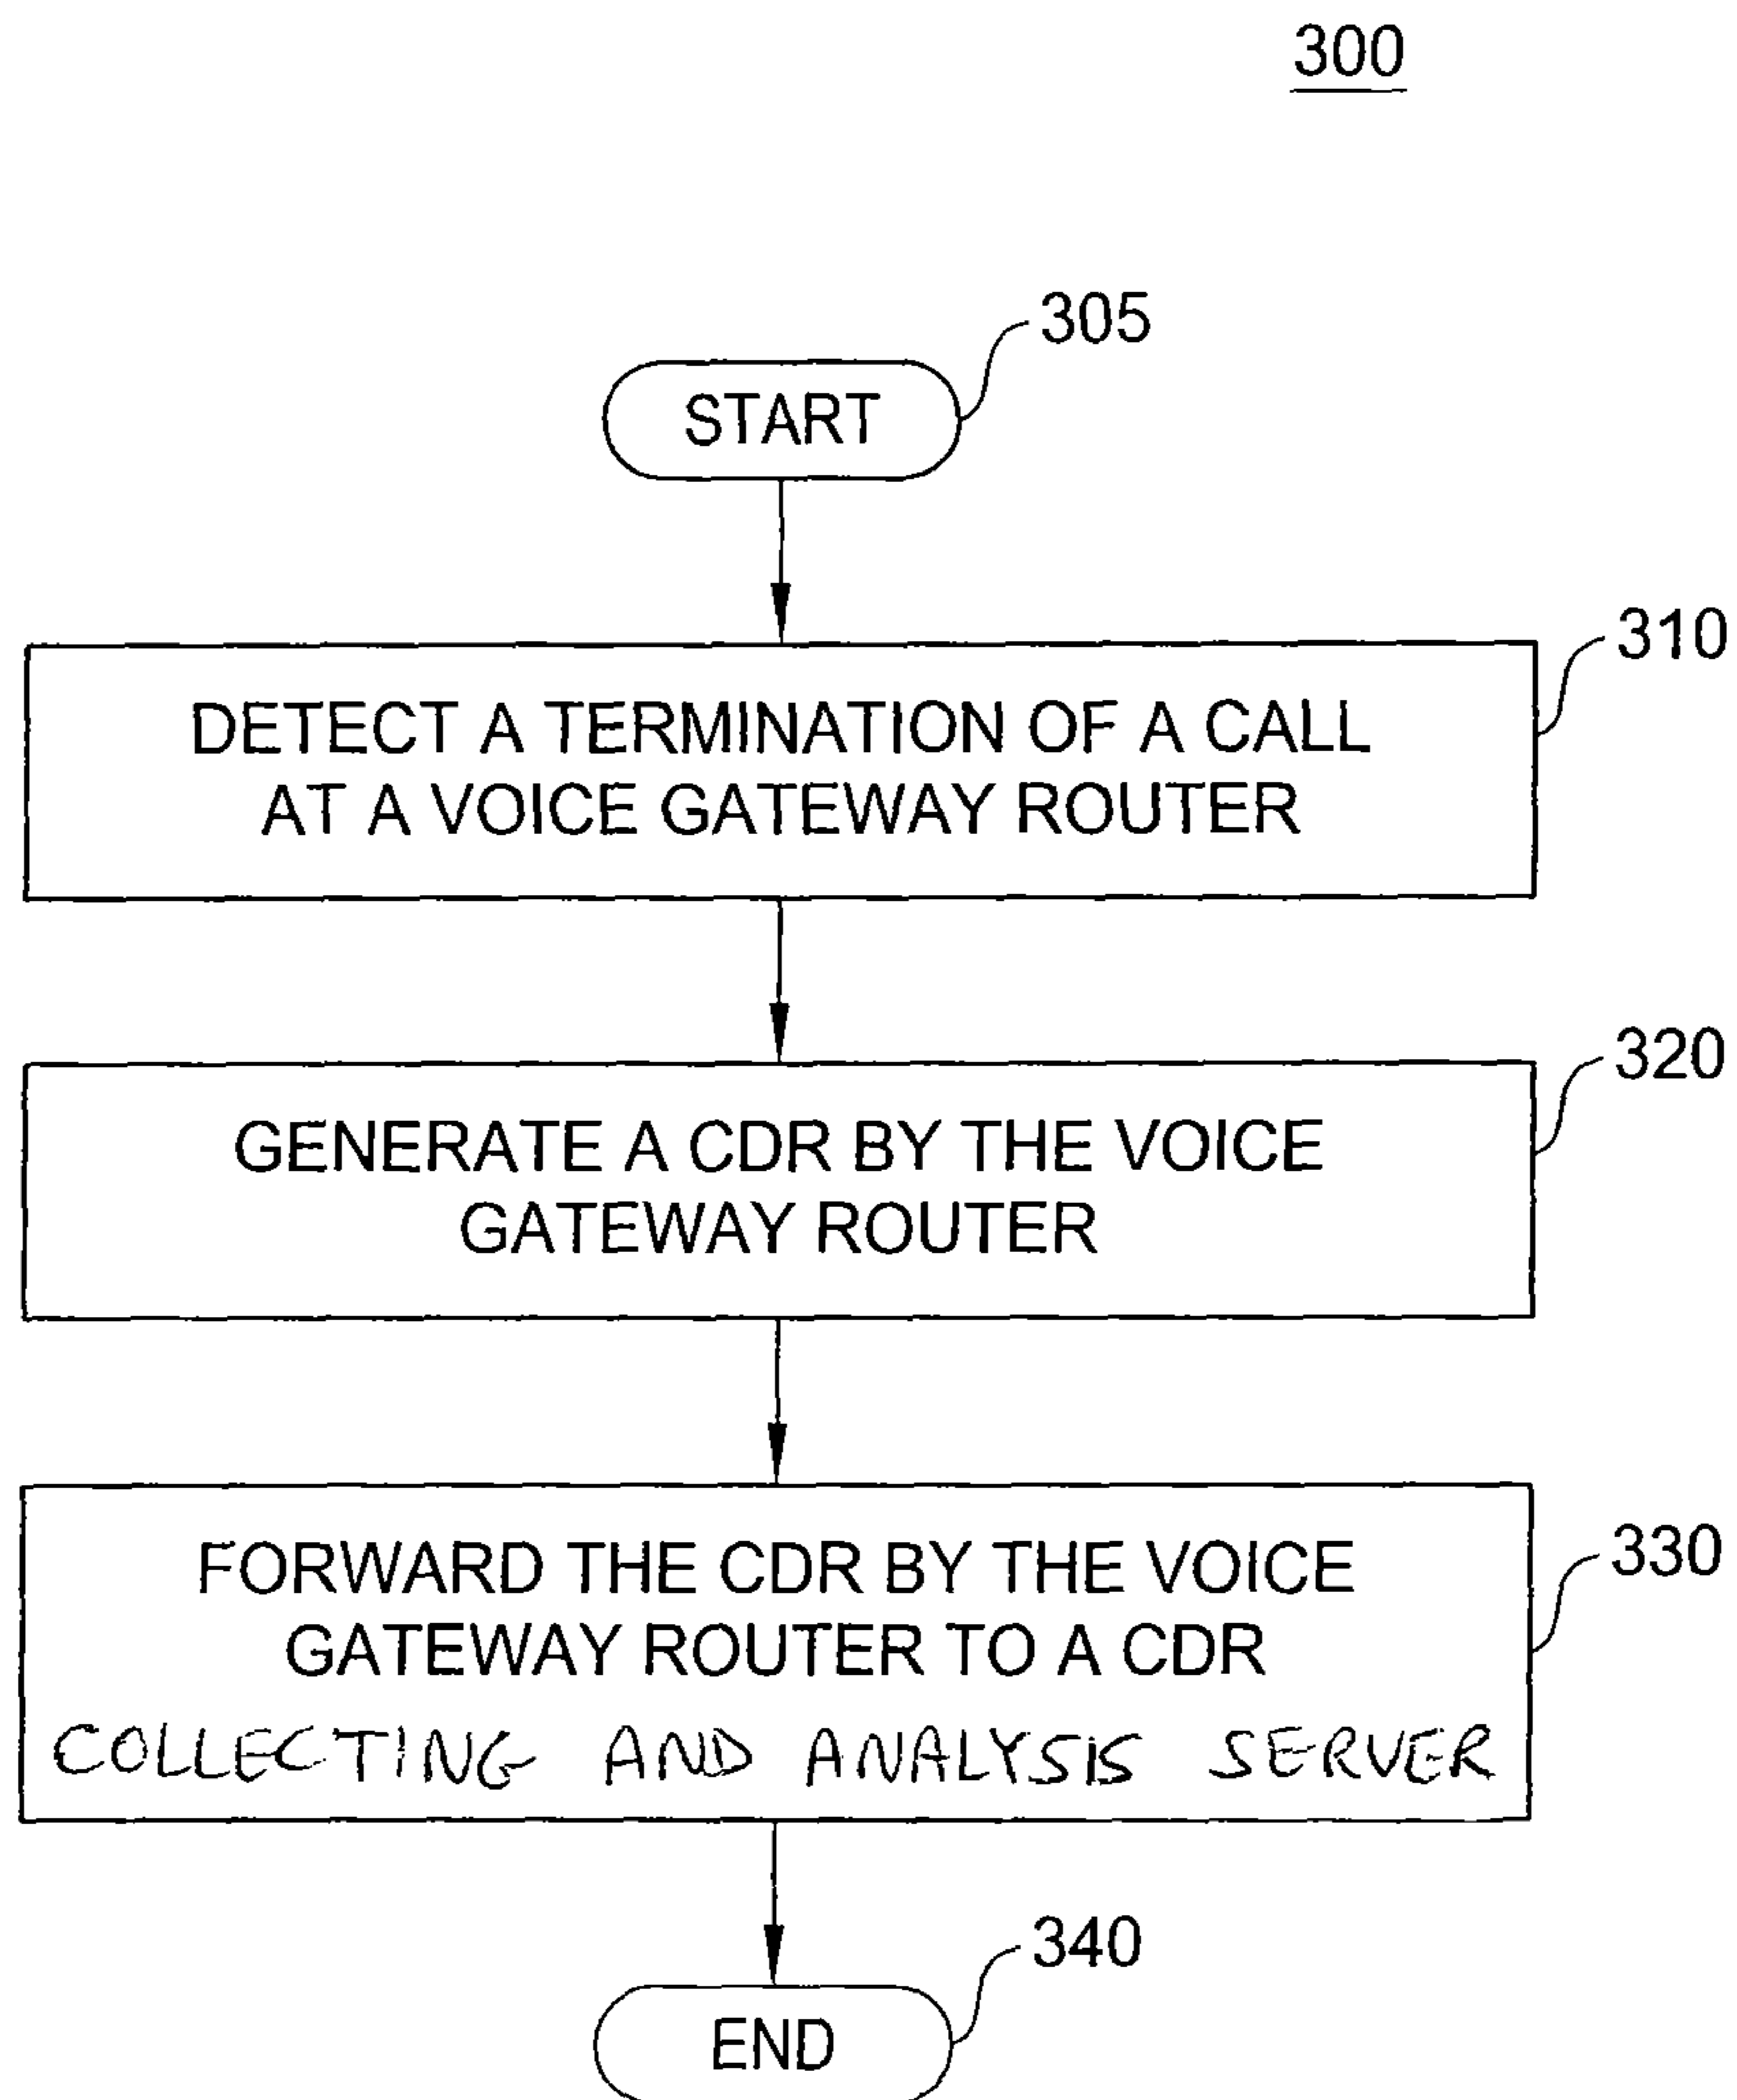 300
305
START
310
DETECT A TERMINATION OF A CALL
AT A VOICE GATEWAY ROUTER
320
GENERATE A CDR BY THE VOICE
GATEWAY ROUTER
330
FORWARD THE CDR BY THE VOICE
GATEWAY ROUTER TO A CDR
COLLECTING AND ANALYSIS SERVER
340
END